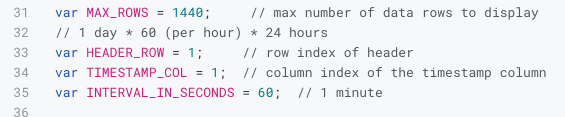 31 var MAX_ROWS = 1440; // max number of data rows to display
32 // 1 day * 60 (per hour) * 24 hours
33 var HEADER_ROW = 1; // row index of header
34 var TIMESTAMP_COL = 1; // column index of the timestamp column
35 var INTERVAL_IN_SECONDS = 60; // 1 minute
36